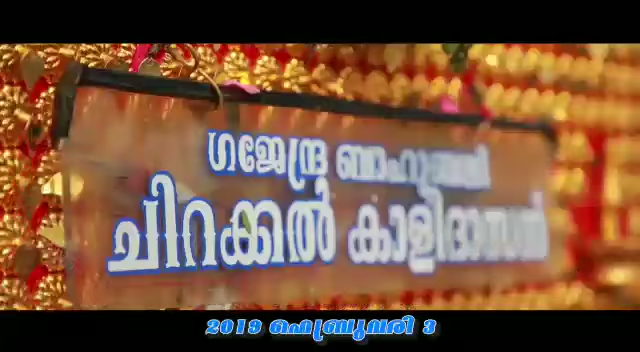 ഗജേന്ദ്ര ബാഹുബലി
ചിറക്കൽ കാളിദാസൻ
2019 ഫെബ്രുവരി 3